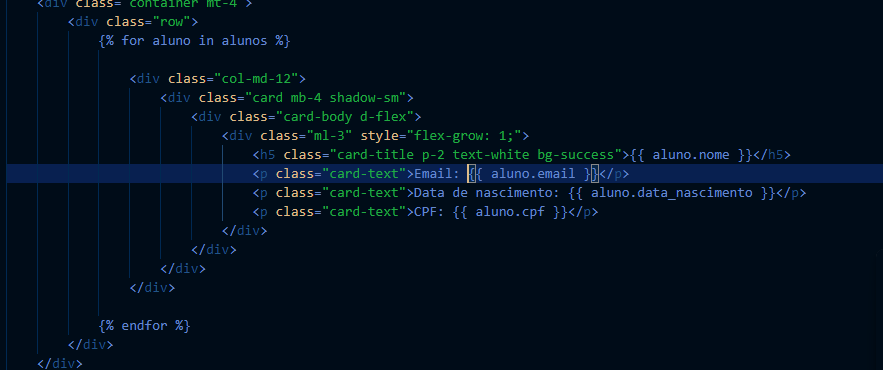 <div class="container mt-4">
<div class="row">
{% for aluno in alunos %}
<div class="col-md-12">
<div class="card mb-4 shadow-sm">
<div class="card-body d-flex">
<div class="ml-3" style="flex-grow: 1;">
<h5 class="card-title p-2 text-white bg-success">{{ aluno.nome }}</h5>
<p class="card-text">Email: {{ aluno.email }}</p>
<p class="card-text">Data de nascimento: {{ aluno.data_nascimento }}</p>
<p class="card-text">CPF: {{ aluno.cpf }}</p>
</div>
</div>
</div>
</div>
{% endfor %}
</div>
</div>